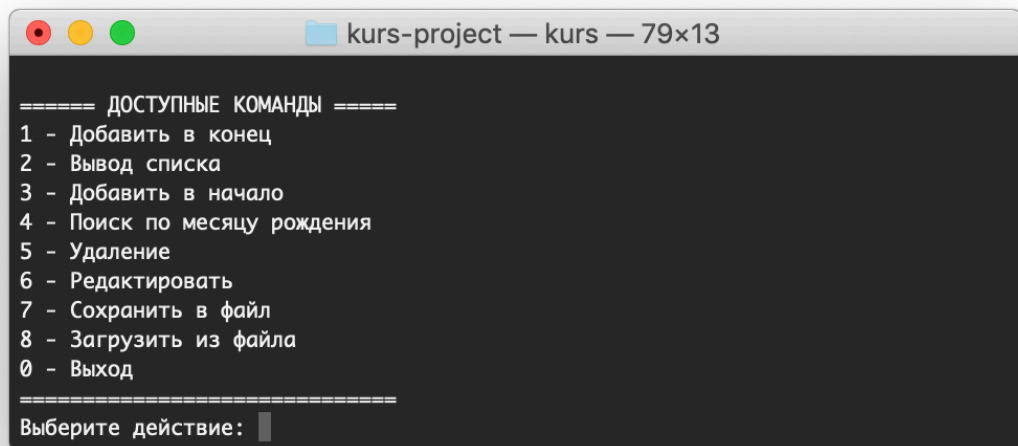 kurs-project — kurs — 79×13
====== ДОСТУПНЫЕ КОМАНДЫ =====
1 - Добавить в конец
2 - Вывод списка
3 - Добавить в начало
4 - Поиск по месяцу рождения
5 - Удаление
6 - Редактировать
7 - Сохранить в файл
8 - Загрузить из файла
0 - Выход
==============================
Выберите действие: